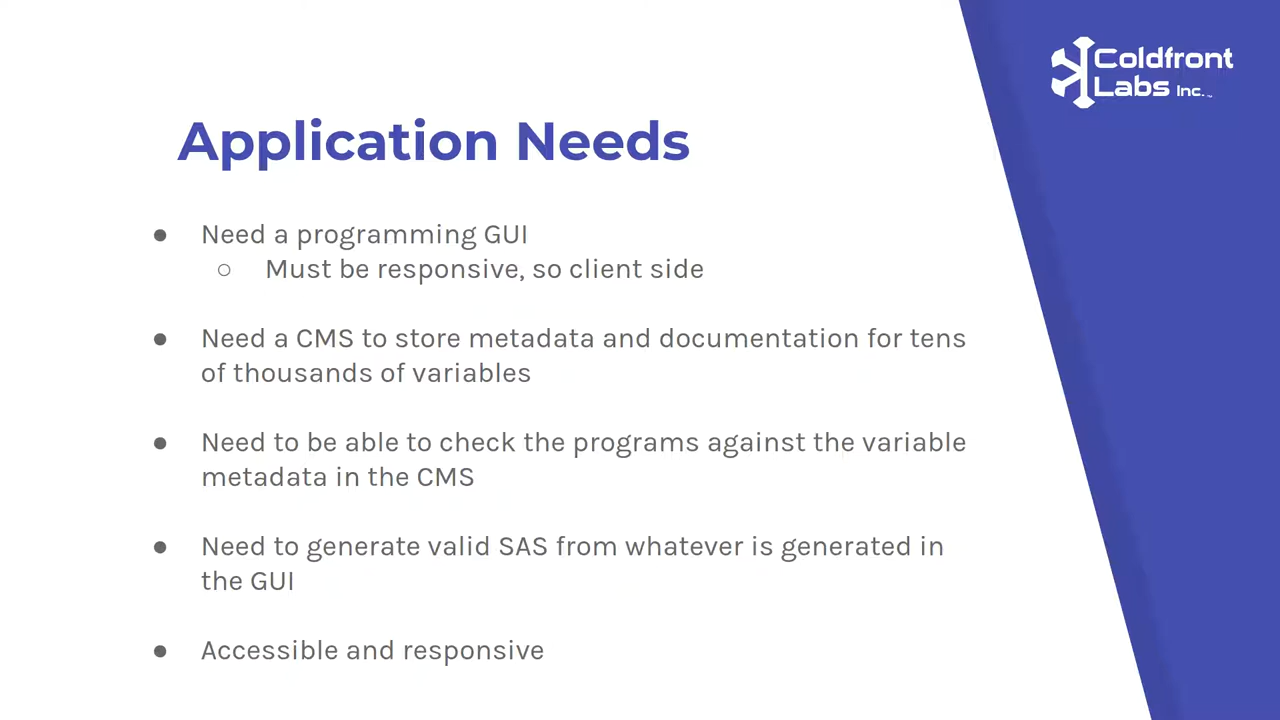 Coldfront
Labs Inc.™
Application Needs
● Need a programming GUI
○ Must be responsive, so client side
● Need a CMS to store metadata and documentation for tens
of thousands of variables
● Need to be able to check the programs against the variable
metadata in the CMS
● Need to generate valid SAS from whatever is generated in
the GUI
● Accessible and responsive